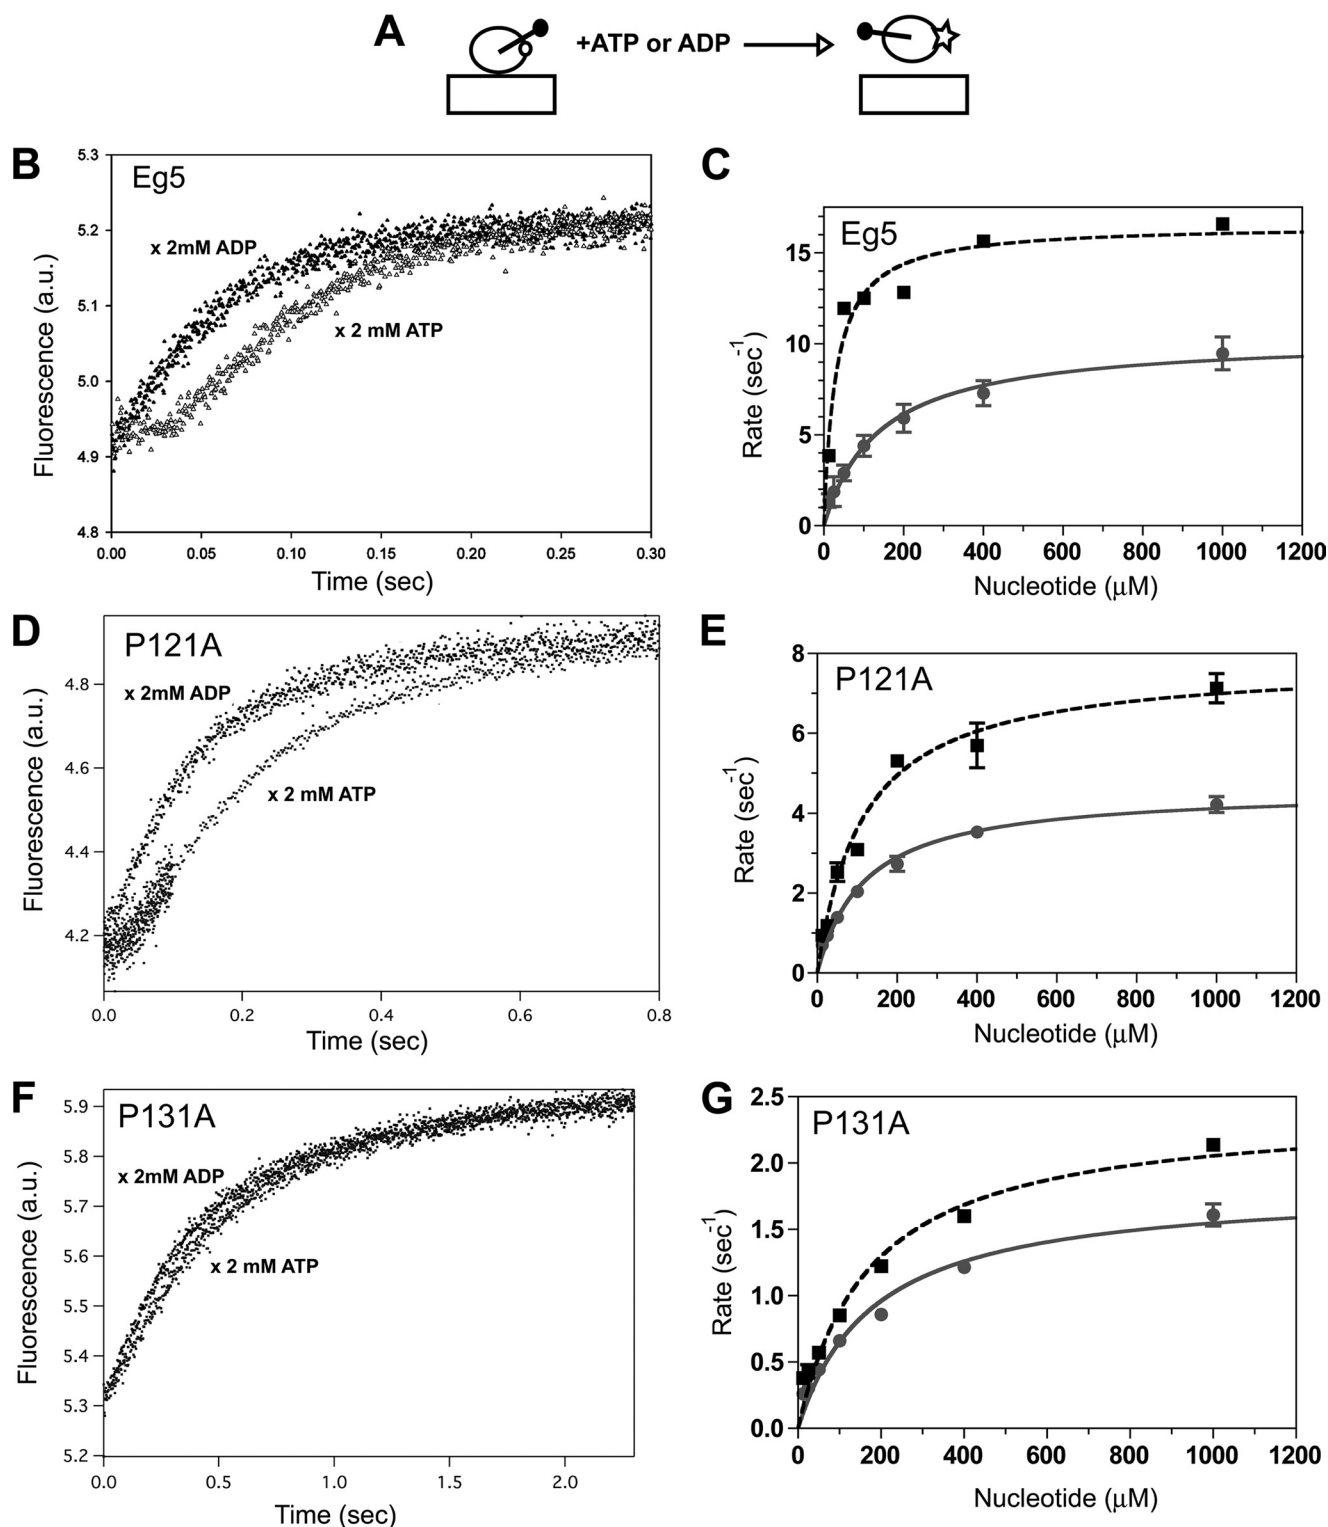 A
+ATP or ADP
B
Eg5
x 2mM ADP
x 2 mM ATP
Fluorescence (a.u.)
5.3
5.2
5.1
5.0
4.9
4.8
0.00 0.05 0.10 0.15 0.20 0.25 0.30
Time (sec)
C
Eg5
Rate (sec-1)
15
10
5
0
0 200 400 600 800 1000 1200
Nucleotide (μM)
D
P121A
x 2mM ADP
x 2 mM ATP
Fluorescence (a.u.)
4.8
4.6
4.4
4.2
0.0 0.2 0.4 0.6 0.8
Time (sec)
E
P121A
Rate (sec-1)
8
6
4
2
0
0 200 400 600 800 1000 1200
Nucleotide (μM)
F
P131A
x 2mM ADP
x 2 mM ATP
Fluorescence (a.u.)
5.9
5.8
5.7
5.6
5.5
5.4
5.3
5.2
0.0 0.5 1.0 1.5 2.0
Time (sec)
G
P131A
Rate (sec-1)
2.5
2.0
1.5
1.0
0.5
0.0
0 200 400 600 800 1000 1200
Nucleotide (μM)